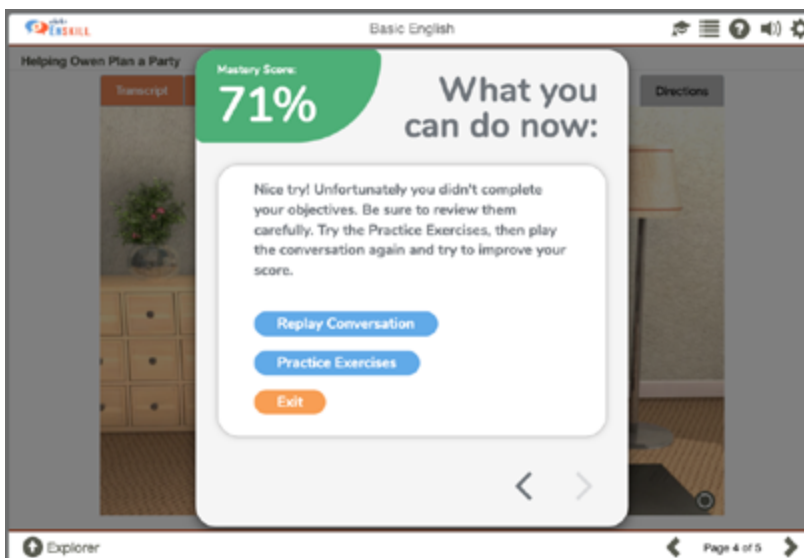 ENSKILL
Basic English
Helping Owen Plan a Party
Transcript
Directions
Mastery Score:
71%
What you
can do now:
Nice try! Unfortunately you didn't complete
your objectives. Be sure to review them
carefully. Try the Practice Exercises, then play
the conversation again and try to improve your
score.
Replay Conversation
Practice Exercises
Exit
Explorer
Page 4 of 5